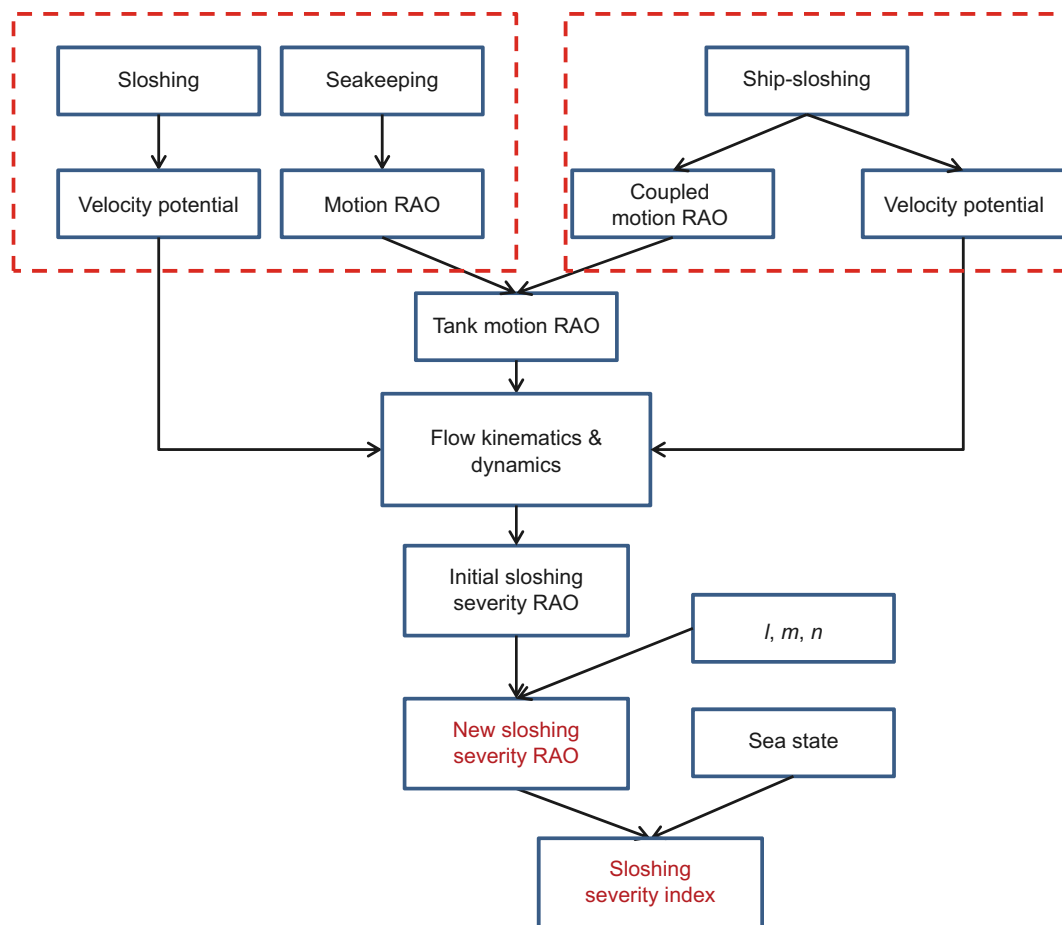 Sloshing
Seakeeping
Ship-sloshing
Velocity potential
Motion RAO
Coupled
motion RAO
Velocity potential
Tank motion RAO
Flow kinematics &
dynamics
Initial sloshing
severity RAO
l, m, n
New sloshing
severity RAO
Sea state
Sloshing
severity index